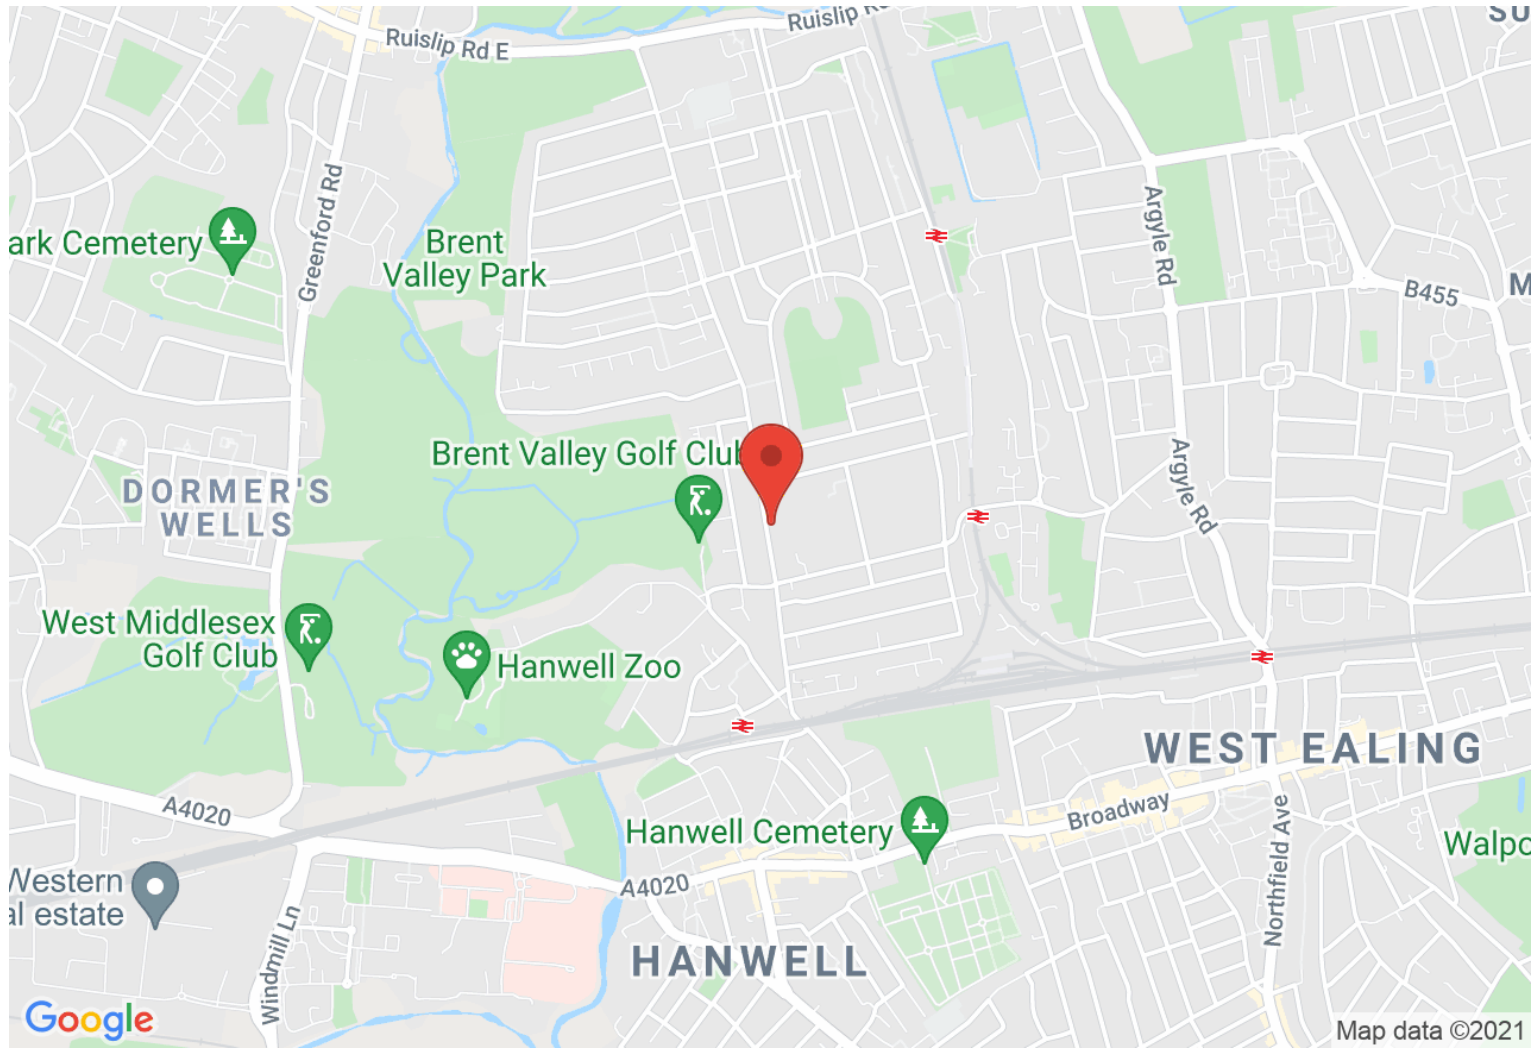 Ruislip Rd E
Ruislip
SU
Greenford Rd
ark Cemetery
Brent
Valley Park
Argyle Rd
B455
M
Brent Valley Golf Club
DORMER'S
WELLS
Argyle Rd
West Middlesex
Golf Club
Hanwell Zoo
WEST EALING
A4020
Broadway
Hanwell Cemetery
Walpo
Western
al estate
A4020
Northfield Ave
Windmill Ln
HANWELL
Google
Map data ©2021